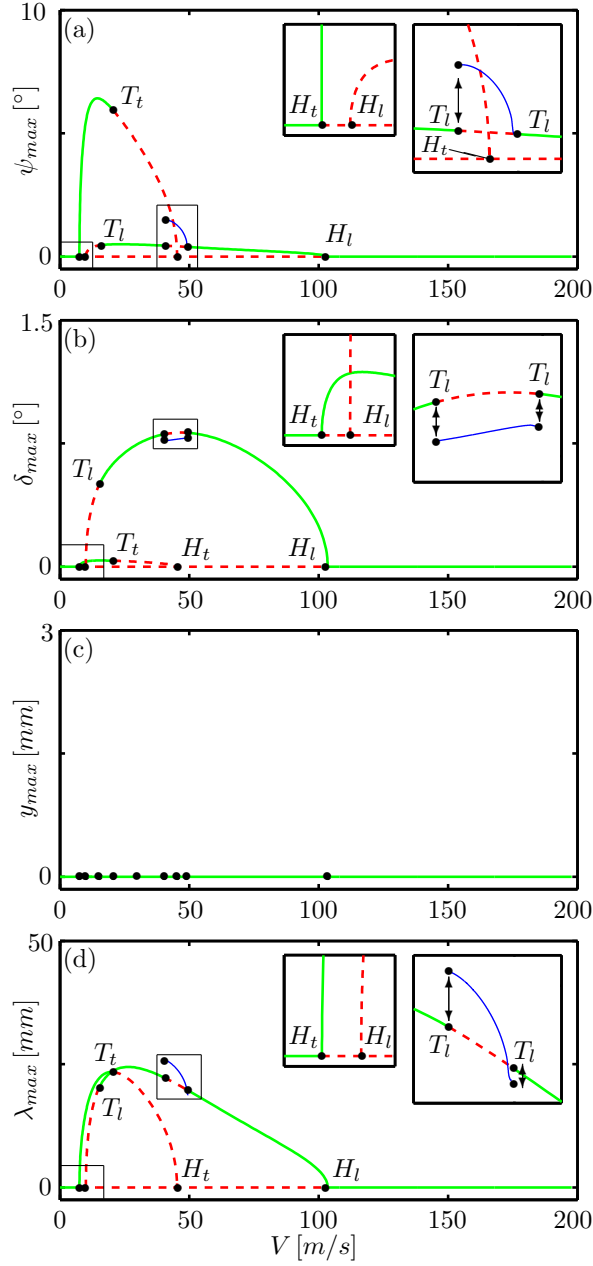 (a)
ψmax [°]
10
0
Tt
Tl
Hl
Ht
Hl
Tl
Tl
Ht
0
50
100
150
200
(b)
δmax [°]
1.5
0
Tl
Tt
Ht
Hl
Ht
Hl
Tl
Tl
0
50
100
150
200
(c)
ymax [mm]
3
0
0
50
100
150
200
(d)
λmax [mm]
50
0
Tt
Tl
Ht
Hl
Ht
Hl
Tl
Tl
0
50
100
150
200
V [m/s]